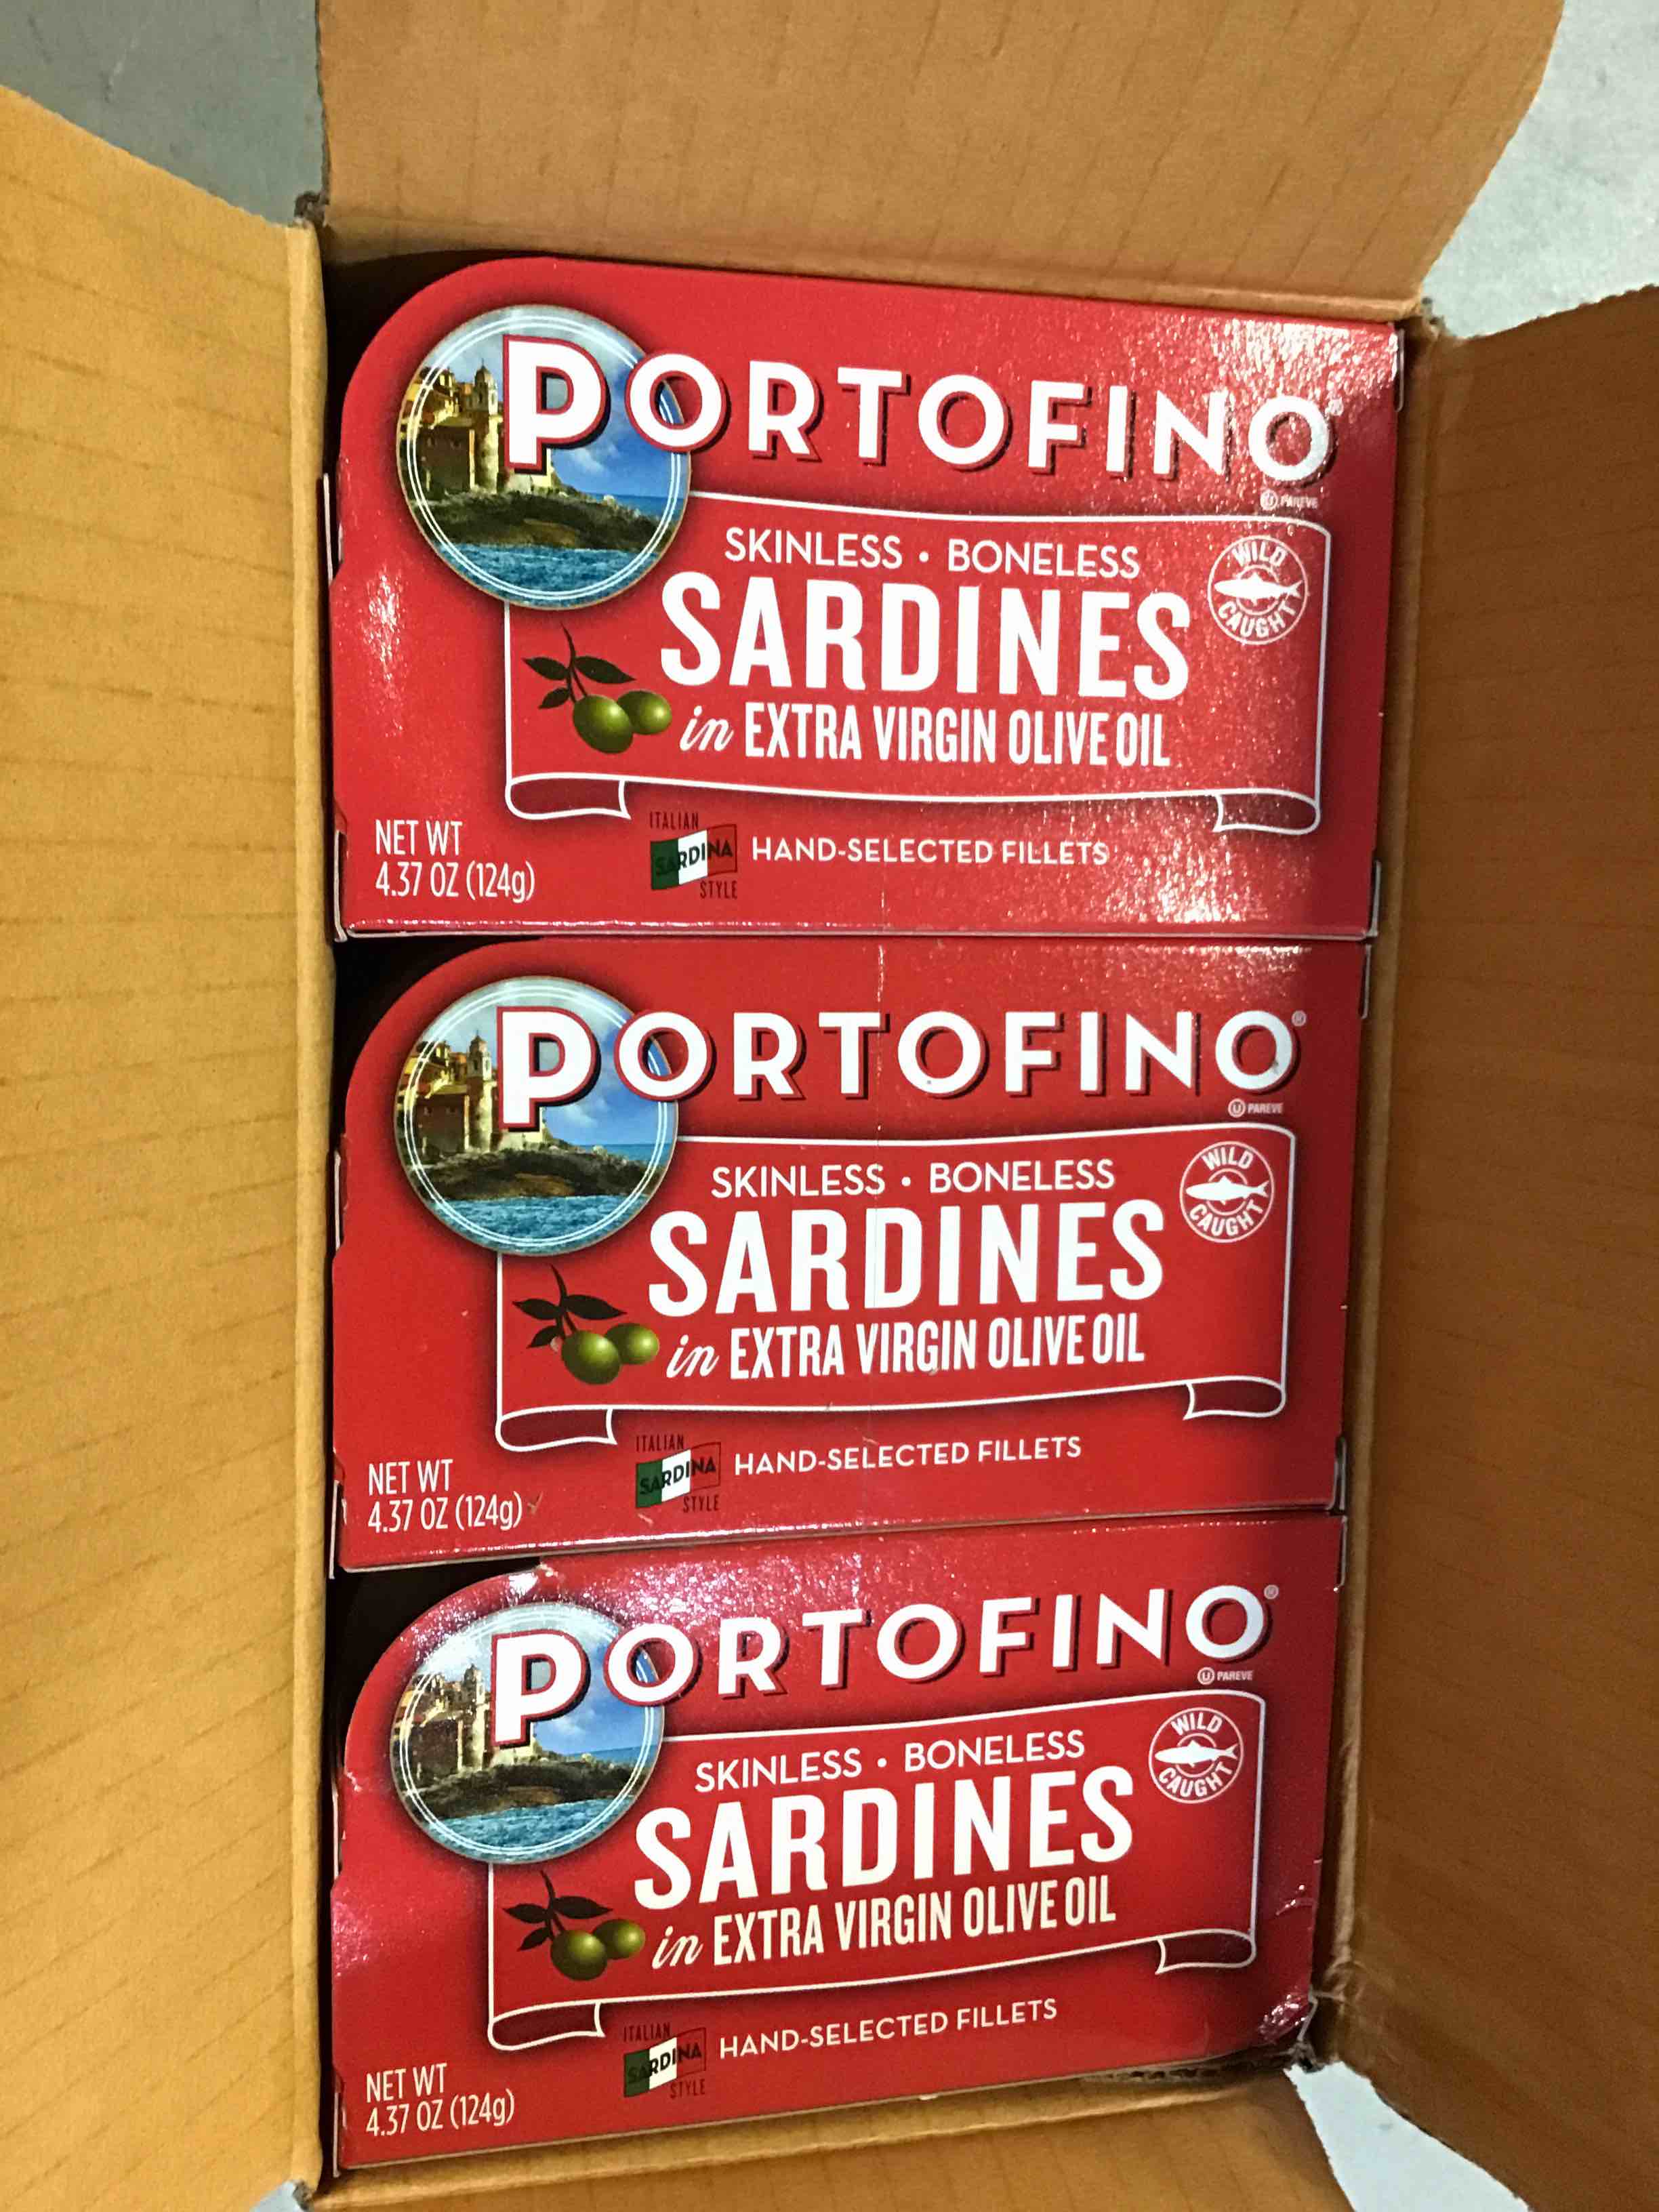 PORTOFINO®
Ⓤ PAREVE
SKINLESS • BONELESS
WILD CAUGHT
SARDINES
in EXTRA VIRGIN OLIVE OIL
NET WT
4.37 OZ (124g)
ITALIAN
SARDINA
STYLE
HAND-SELECTED FILLETS
PORTOFINO®
Ⓤ PAREVE
SKINLESS • BONELESS
WILD CAUGHT
SARDINES
in EXTRA VIRGIN OLIVE OIL
NET WT
4.37 OZ (124g)
ITALIAN
SARDINA
STYLE
HAND-SELECTED FILLETS
PORTOFINO®
Ⓤ PAREVE
SKINLESS • BONELESS
WILD CAUGHT
SARDINES
in EXTRA VIRGIN OLIVE OIL
NET WT
4.37 OZ (124g)
ITALIAN
SARDINA
STYLE
HAND-SELECTED FILLETS